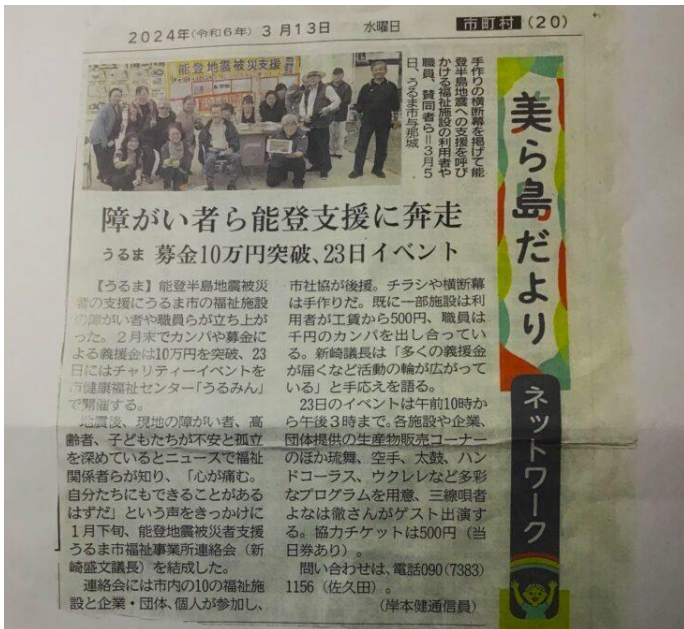 2024年(令和6年)3月13日 水曜日 市町村 (20)
能登地震被災支援
手作りの横断幕を掲げて能
登半島地震への支援を呼び
かける福祉施設の利用者や
職員、賛同者ら＝3月5
日、うるま市与那城
美ら島だより
ネットワーク
障がい者ら能登支援に奔走
うるま 募金10万円突破、23日イベント
【うるま】能登半島地震被災
者の支援にうるま市の福祉施設
の障がい者や職員らが立ち上が
った。２月末でカンパや募金に
よる義援金は10万円を突破、23
日にはチャリティーイベントを
市健康福祉センター「うるみん」
で開催する。
地震後、現地の障がい者、高
齢者、子どもたちが不安と孤立
を深めているとニュースで福祉
関係者らが知り、「心が痛む。
自分たちにもできることがある
はずだ」という声をきっかけに
１月下旬、能登地震被災者支援
うるま市福祉事業所連絡会（新
崎盛文議長）を結成した。
連絡会には市内の10の福祉施
設と企業・団体、個人が参加し、
市社協が後援。チラシや横断幕
は手作りだ。既に一部施設は利
用者が工賃から500円、職員は
千円のカンパを出し合ってい
る。新崎議長は「多くの義援金
が届くなど活動の輪が広がって
いる」と手応えを語る。
23日のイベントは午前10時か
ら午後３時まで。各施設や企業、
団体提供の生産物販売コーナー
のほか琉舞、空手、太鼓、ハン
ドコーラス、ウクレレなど多彩
なプログラムを用意、三線唄者
よなは徹さんがゲスト出演す
る。協力チケットは500円（当
日券あり）。
問い合わせは、電話090（7383）
1156（佐久田）。
（岸本健通信員）